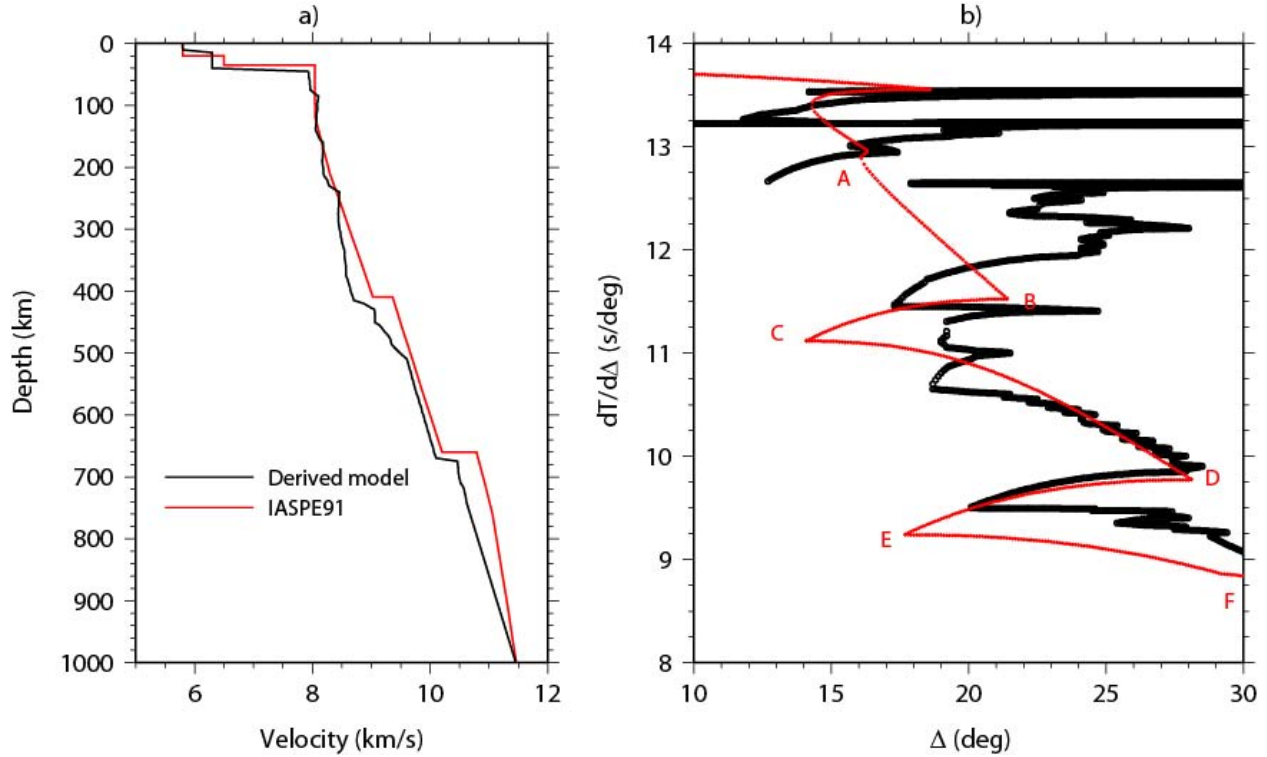 a)
0
100
200
300
400
500
600
700
800
900
1000
Depth (km)
Derived model
IASPE91
6 8 10 12
Velocity (km/s)
b)
14
13
12
11
10
9
8
dT/dΔ (s/deg)
A
B
C
D
E
F
10 15 20 25 30
Δ (deg)